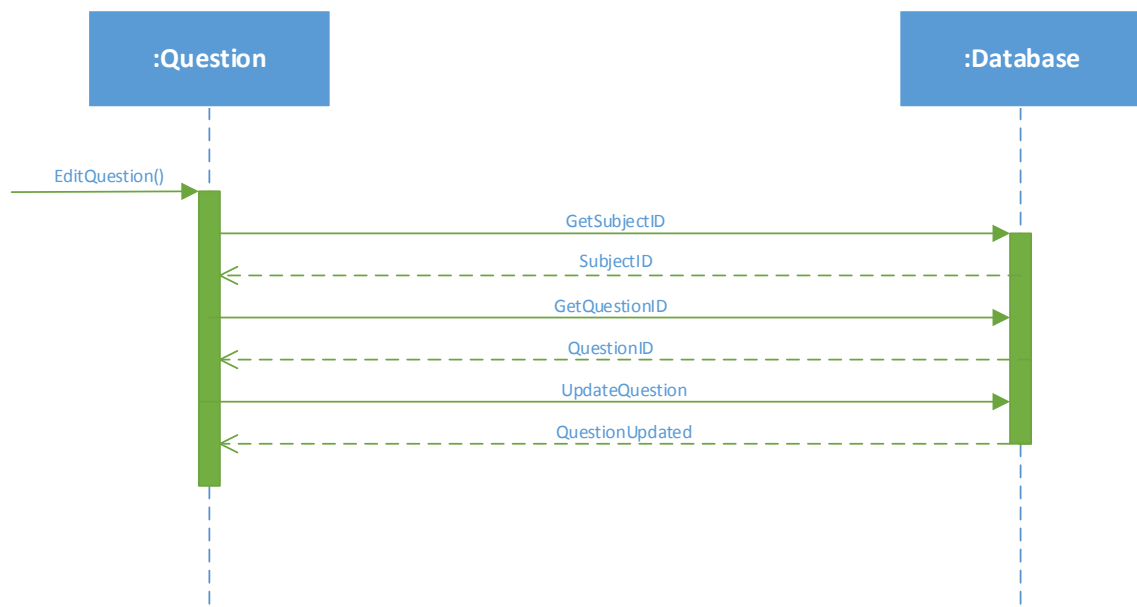 :Question
:Database
EditQuestion()
GetSubjectID
SubjectID
GetQuestionID
QuestionID
UpdateQuestion
QuestionUpdated